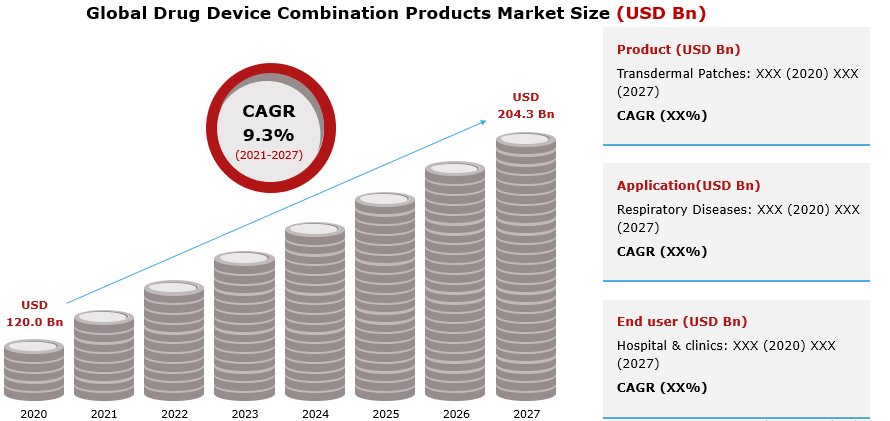 Global Drug Device Combination Products Market Size (USD Bn)
CAGR
9.3%
(2021-2027)
USD
204.3 Bn
USD
120.0 Bn
2020
2021
2022
2023
2024
2025
2026
2027
Product (USD Bn)
Transdermal Patches: XXX (2020) XXX
(2027)
CAGR (XX%)
Application(USD Bn)
Respiratory Diseases: XXX (2020) XXX
(2027)
CAGR (XX%)
End user (USD Bn)
Hospital & clinics: XXX (2020) XXX
(2027)
CAGR (XX%)